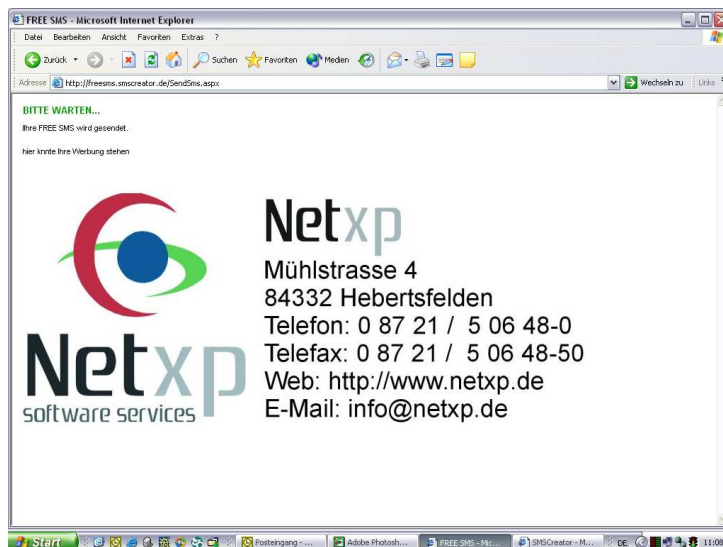 FREE SMS - Microsoft Internet Explorer
Datei Bearbeiten Ansicht Favoriten Extras ?
Zurück Suchen Favoriten Medien
Adresse http://freesms.smscreator.de/SendSms.aspx Wechseln zu Links
BITTE WARTEN...
Ihre FREE SMS wird gesendet.
hier knnte Ihre Werbung stehen
Netxp
software services
Netxp
Mühlstrasse 4
84332 Hebertsfelden
Telefon: 0 87 21 / 5 06 48-0
Telefax: 0 87 21 / 5 06 48-50
Web: http://www.netxp.de
E-Mail: info@netxp.de
Start Posteingang - ... Adobe Photosh... FREE SMS - Mic... SMSCreator - M... DE 11:08